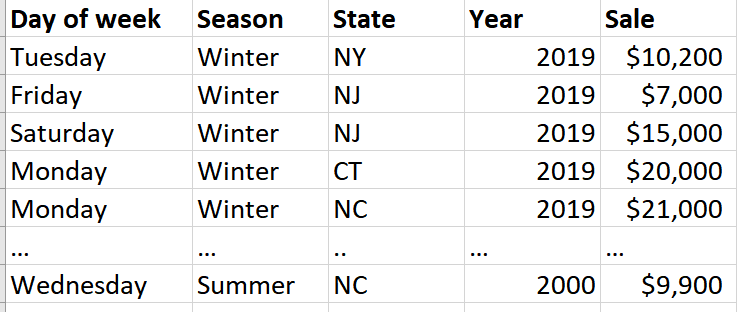 Day of week Season State Year Sale
Tuesday Winter NY 2019 $10,200
Friday Winter NJ 2019 $7,000
Saturday Winter NJ 2019 $15,000
Monday Winter CT 2019 $20,000
Monday Winter NC 2019 $21,000
... ... .. ... ...
Wednesday Summer NC 2000 $9,900